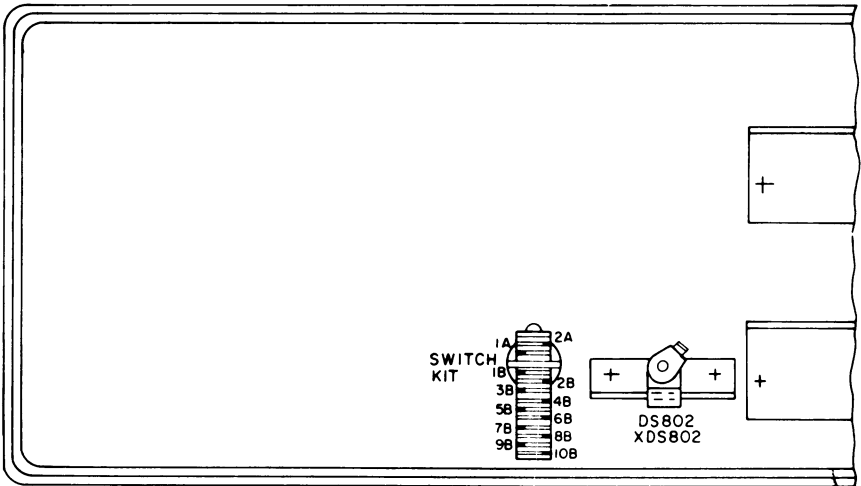 1A 2A
SWITCH
KIT
1B 2B
3B 4B
5B 6B
7B 8B
9B 10B
DS802
XDS802